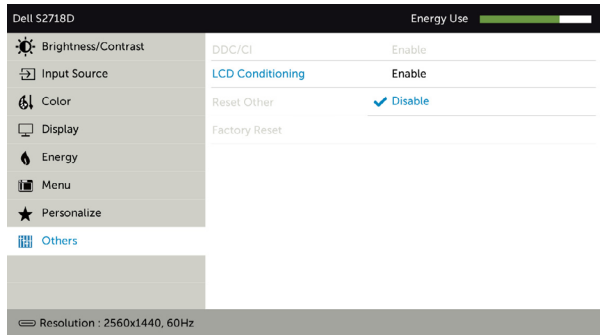 Dell S2718D Energy Use
Brightness/Contrast
DDC/CI Enable
Input Source
LCD Conditioning Enable
Color
Reset Other Disable
Display
Factory Reset
Energy
Menu
Personalize
Others
Resolution : 2560x1440, 60Hz